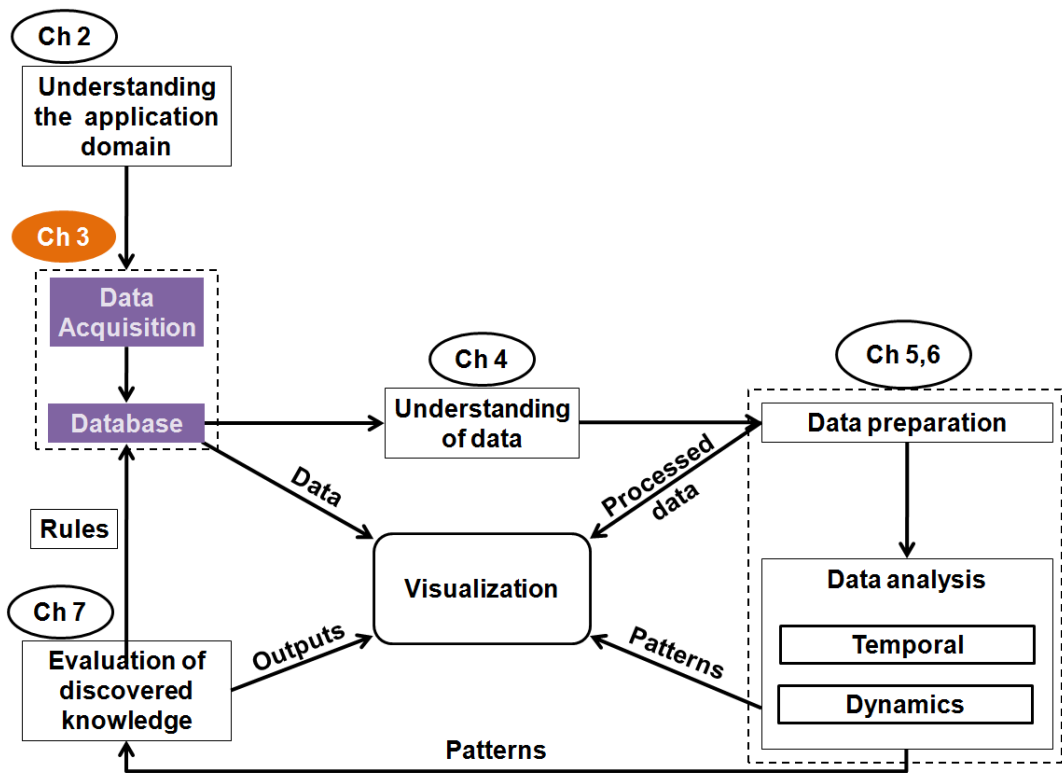 Ch 2
Understanding
the application
domain
Ch 3
Data
Acquisition
Database
Ch 4
Understanding
of data
Ch 5,6
Data preparation
Data
Processed
data
Rules
Visualization
Data analysis
Temporal
Dynamics
Ch 7
Evaluation of
discovered
knowledge
Outputs
Patterns
Patterns